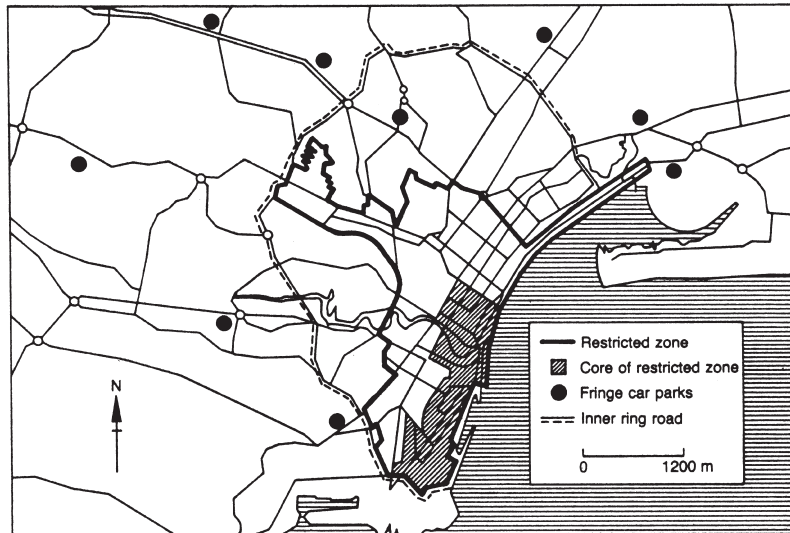 N
Restricted zone
Core of restricted zone
Fringe car parks
Inner ring road
0 1200 m